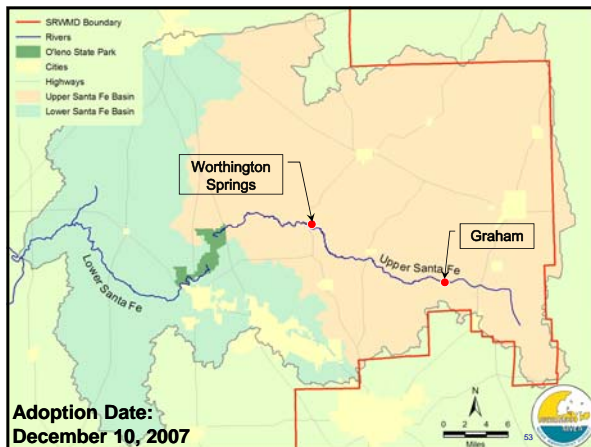 SRWMD Boundary
Rivers
O'leno State Park
Cities
Highways
Upper Santa Fe Basin
Lower Santa Fe Basin
Worthington
Springs
Graham
Upper Santa Fe
Lower Santa Fe
Adoption Date:
December 10, 2007
N
0 2 4 8
Miles
53